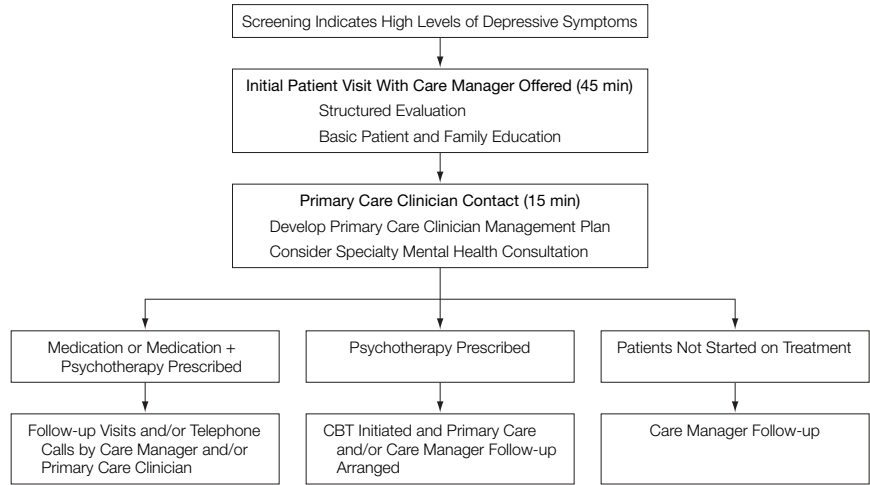 Screening Indicates High Levels of Depressive Symptoms
Initial Patient Visit With Care Manager Offered (45 min)
Structured Evaluation
Basic Patient and Family Education
Primary Care Clinician Contact (15 min)
Develop Primary Care Clinician Management Plan
Consider Specialty Mental Health Consultation
Medication or Medication +
Psychotherapy Prescribed
Psychotherapy Prescribed
Patients Not Started on Treatment
Follow-up Visits and/or Telephone
Calls by Care Manager and/or
Primary Care Clinician
CBT Initiated and Primary Care
and/or Care Manager Follow-up
Arranged
Care Manager Follow-up